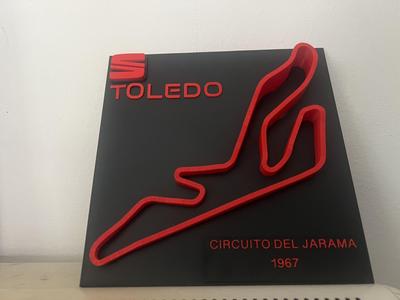 TOLEDO
CIRCUITO DEL JARAMA
1967